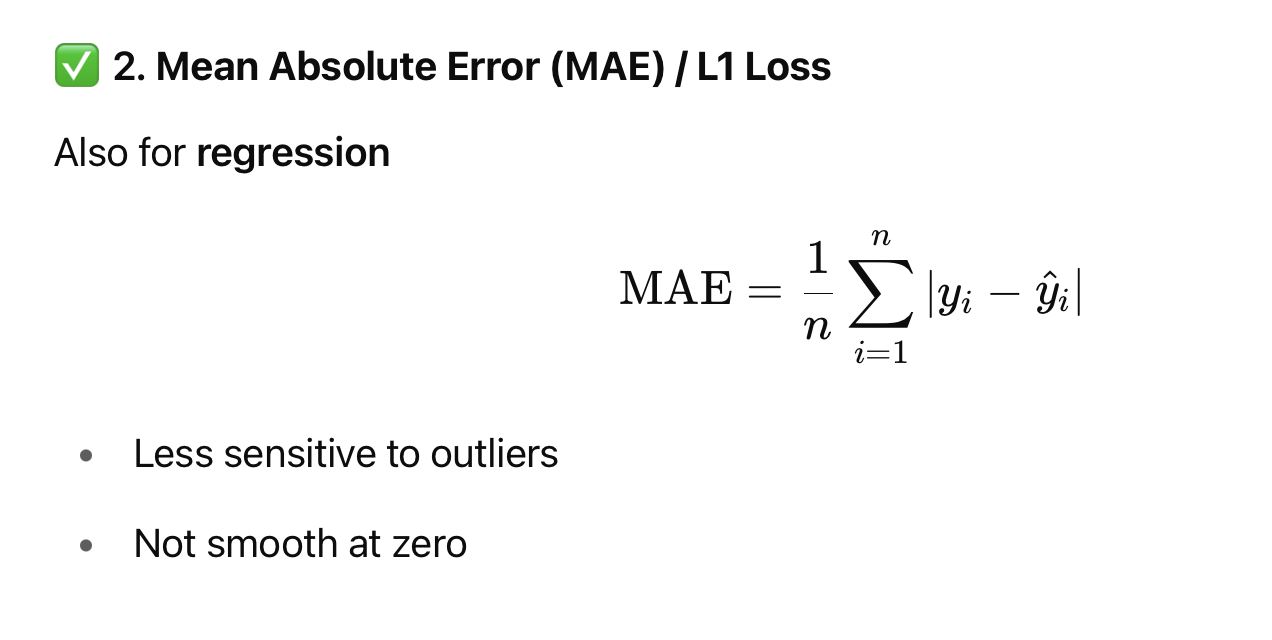 ✅ 2. Mean Absolute Error (MAE) / L1 Loss
Also for regression
MAE = \frac{1}{n} \sum_{i=1}^{n} |y_i - \hat{y}_i|
• Less sensitive to outliers
• Not smooth at zero